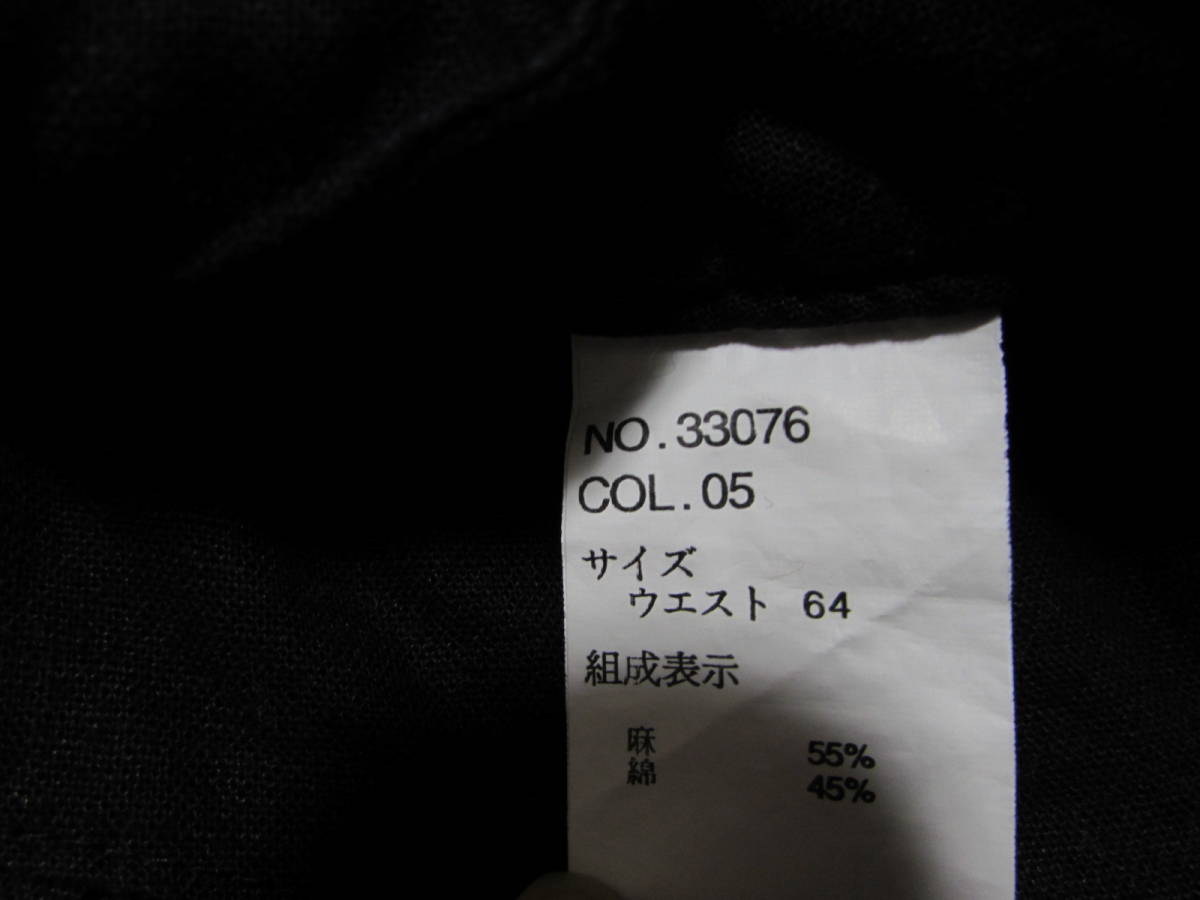 NO.33076
COL.05
サイズ
ウエスト 64
組成表示
麻 55%
綿 45%